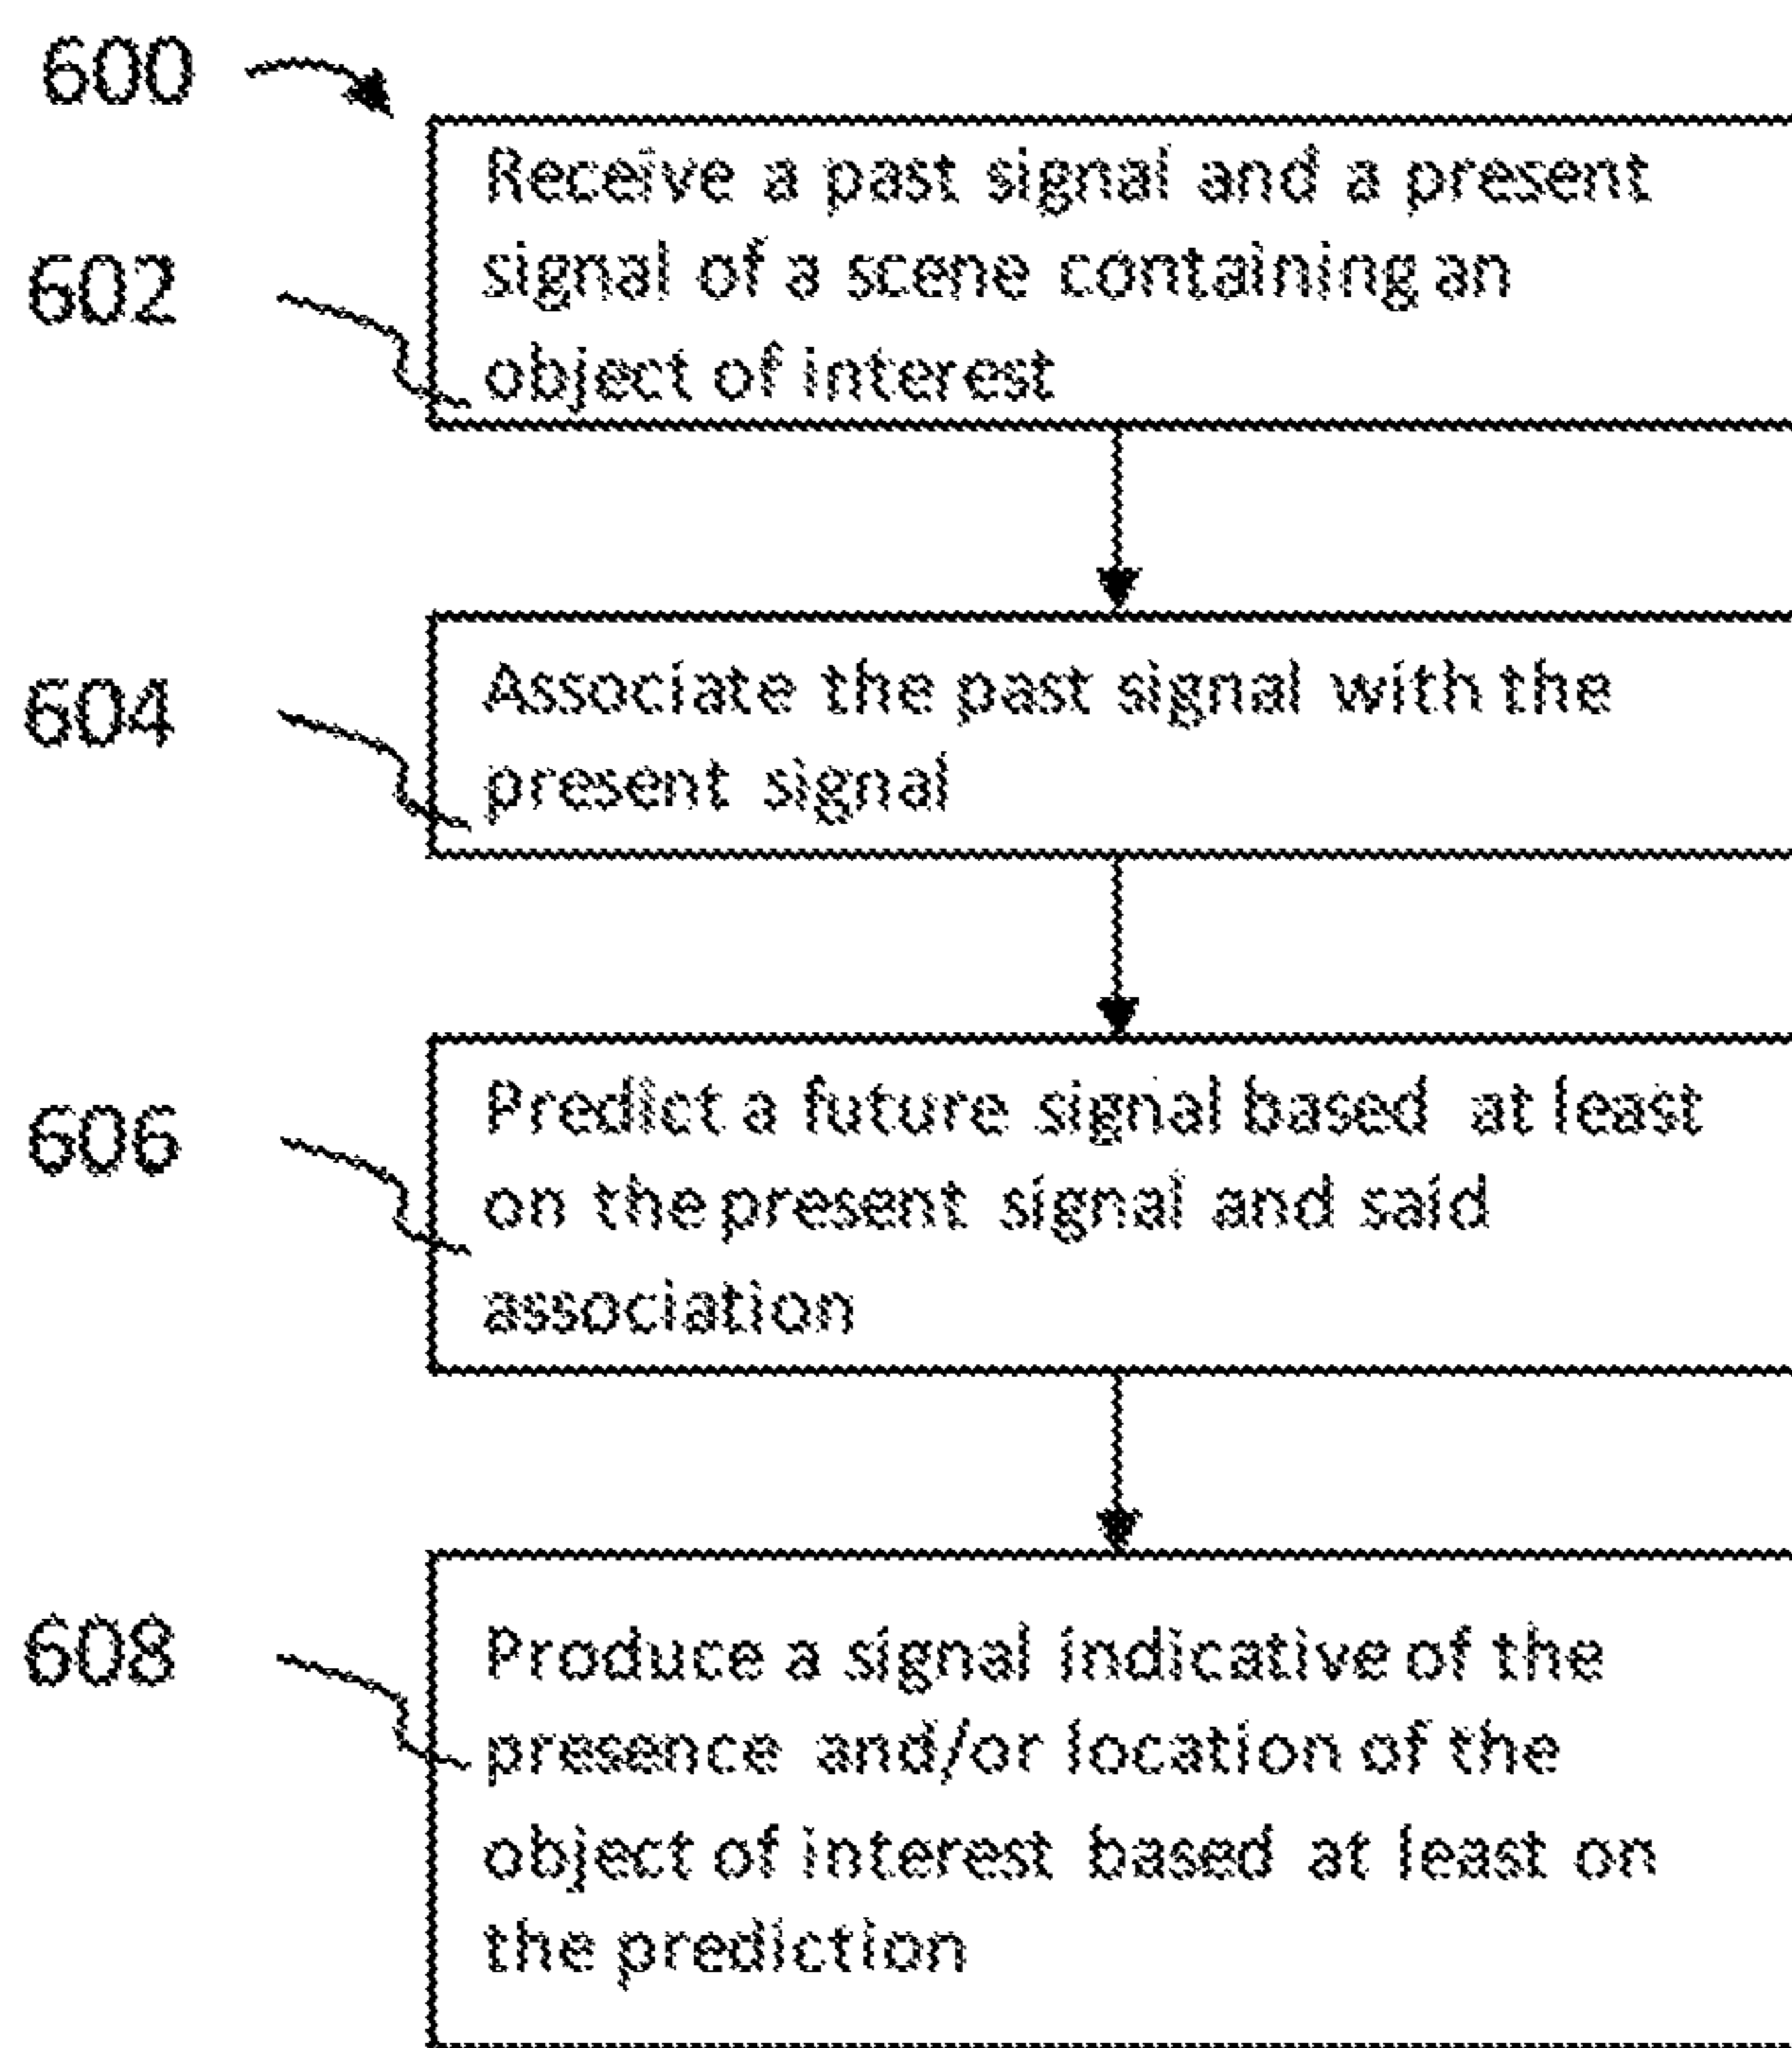 600
Receive a past signal and a present
602
signal of a scene containing an
object of interest
604
Associate the past signal with the
present signal
606
Predict a future signal based at least
on the present signal and said
association
608
Produce a signal indicative of the
presence and/or location of the
object of interest based at least on
the prediction